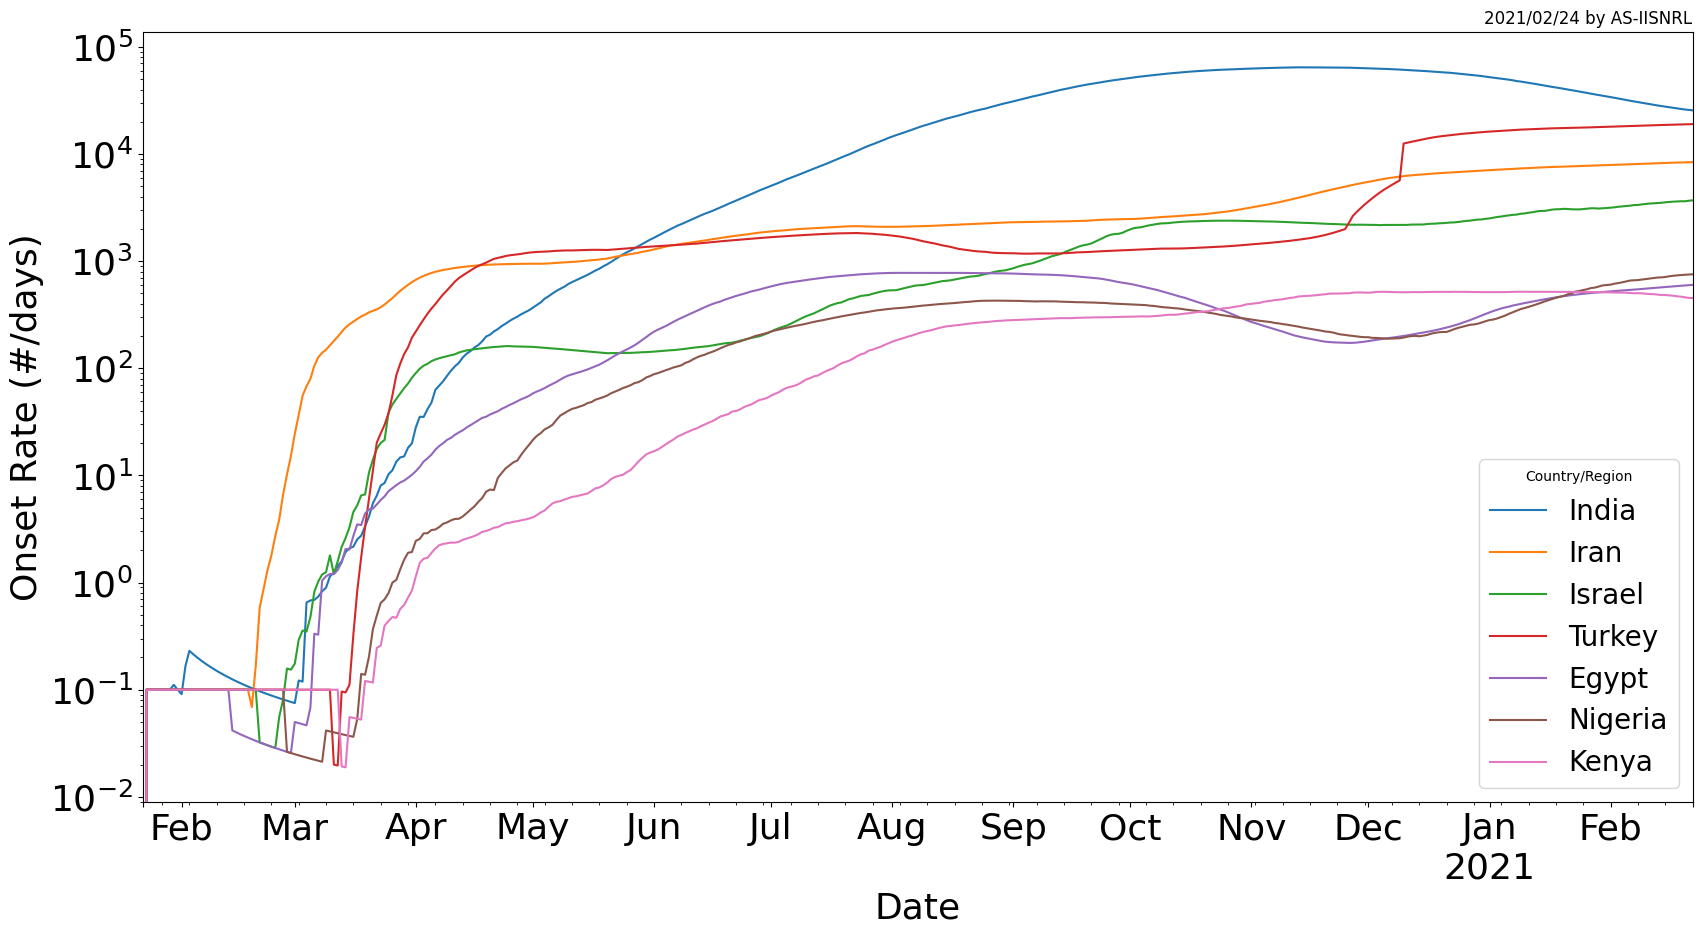 2021/02/24 by AS-IISNRL
Onset Rate (#/days)
10^5
10^4
10^3
10^2
10^1
10^0
10^-1
10^-2
Country/Region
India
Iran
Israel
Turkey
Egypt
Nigeria
Kenya
Feb Mar Apr May Jun Jul Aug Sep Oct Nov Dec Jan Feb
2021
Date